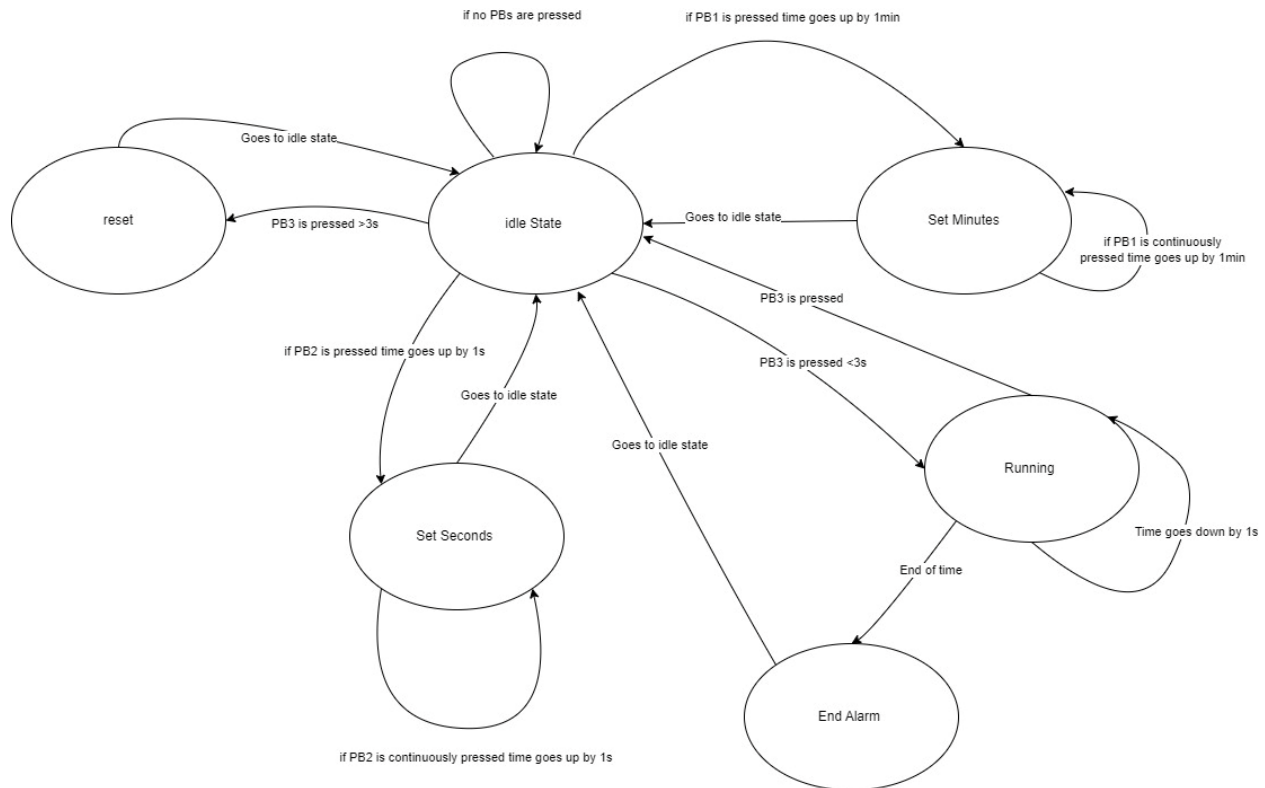 if no PBs are pressed
if PB1 is pressed time goes up by 1min
Goes to idle state
reset
PB3 is pressed >3s
idle State
Goes to idle state
Set Minutes
if PB1 is continuously
pressed time goes up by 1min
PB3 is pressed
if PB2 is pressed time goes up by 1s
PB3 is pressed <3s
Goes to idle state
Goes to idle state
Running
Set Seconds
Time goes down by 1s
End of time
End Alarm
if PB2 is continuously pressed time goes up by 1s